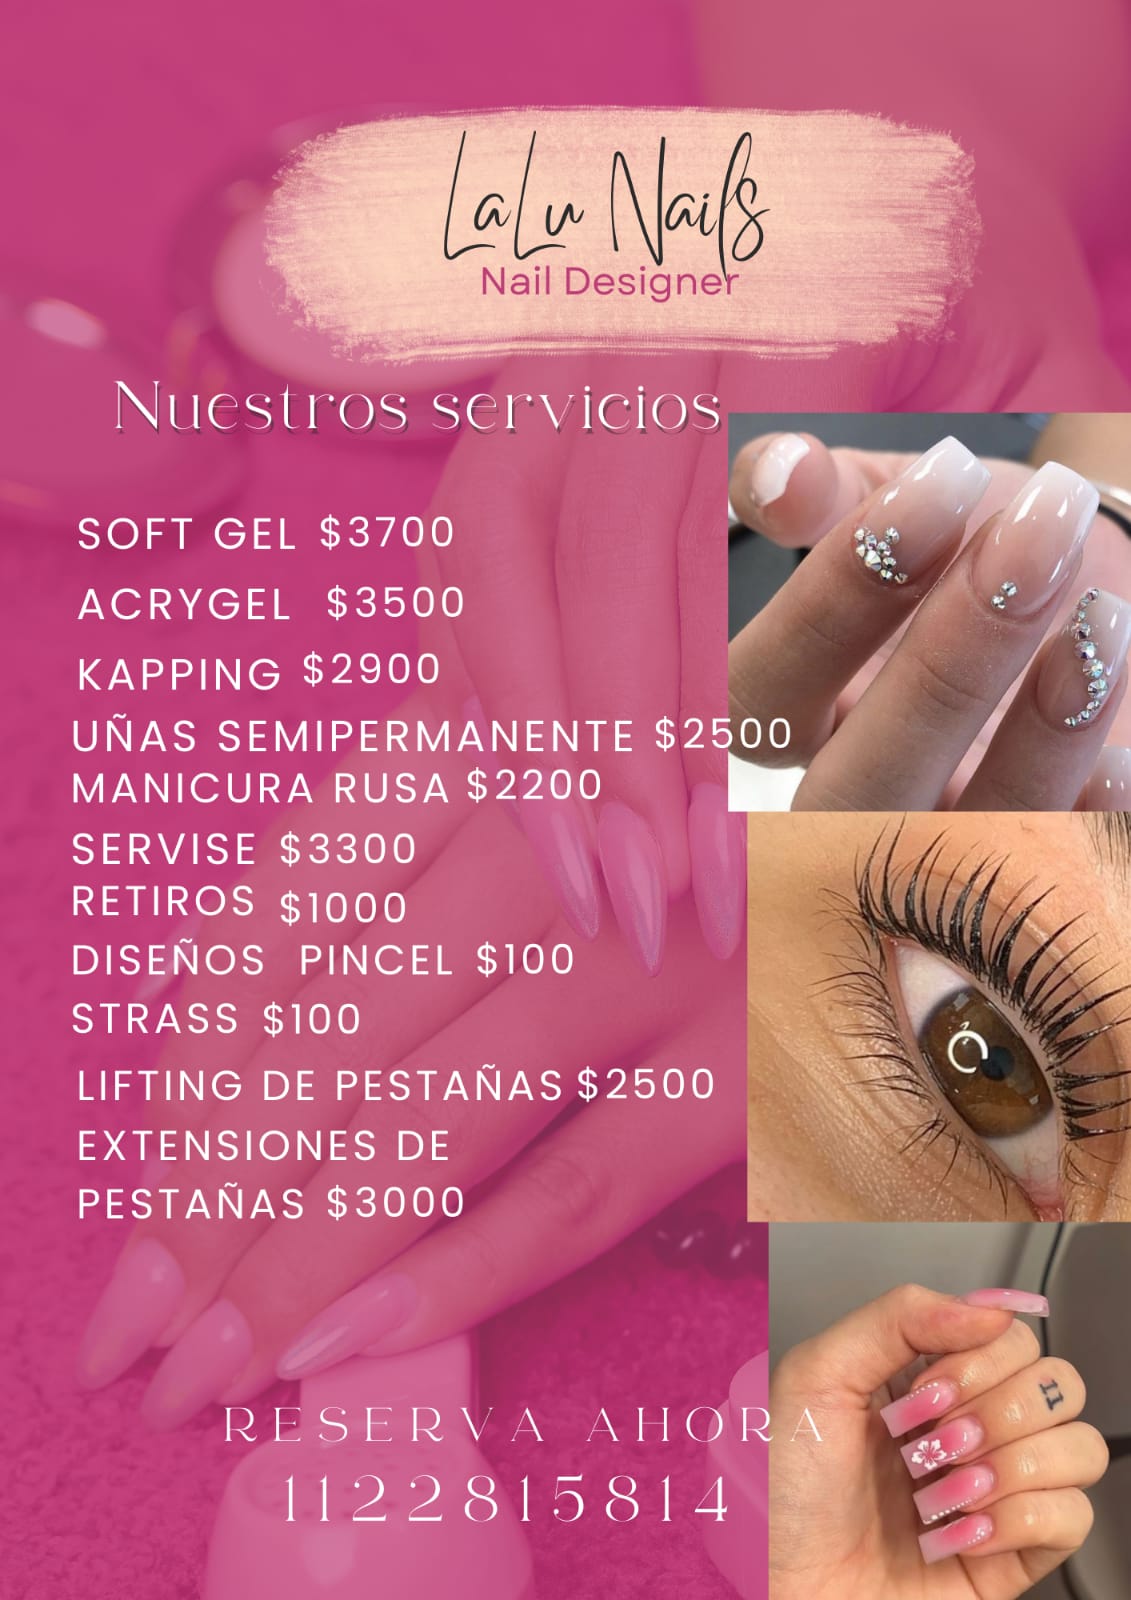 LaLu Nails
Nail Designer
Nuestros servicios
SOFT GEL $3700
ACRYGEL $3500
KAPPING $2900
UÑAS SEMIPERMANENTE $2500
MANICURA RUSA $2200
SERVISE $3300
RETIROS $1000
DISEÑOS PINCEL $100
STRASS $100
LIFTING DE PESTAÑAS $2500
EXTENSIONES DE
PESTAÑAS $3000
11
RESERVA AHORA
1122815814